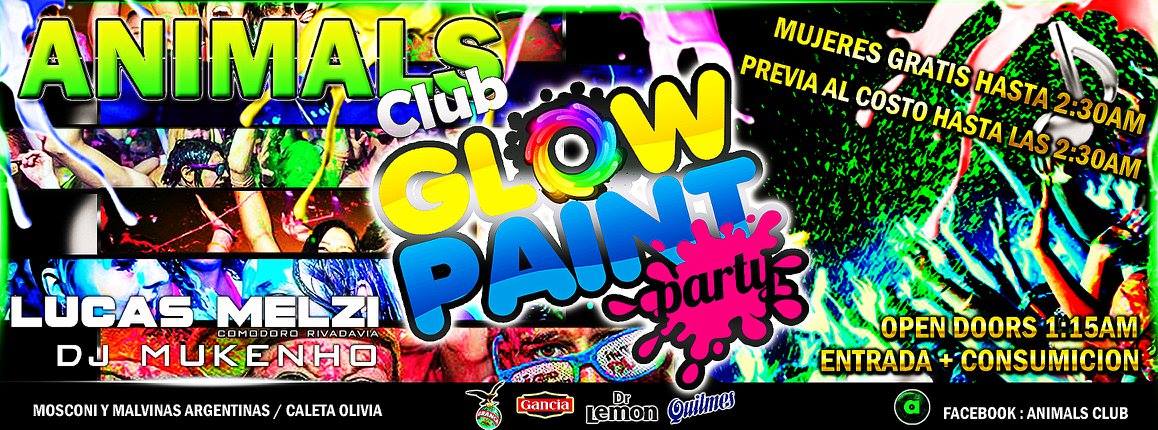 ANIMALS
Club
GLOW
PAINT
party
MUJERES GRATIS HASTA 2:30AM
PREVIA AL COSTO HASTA LAS 2:30AM
LUCAS MELZI
COMODORO RIVADAVIA
DJ MUKENHO
OPEN DOORS 1:15AM
ENTRADA + CONSUMICION
MOSCONI Y MALVINAS ARGENTINAS / CALETA OLIVIA
BRANCA
Gancia
Dr
Lemon
Quilmes
a
FACEBOOK : ANIMALS CLUB